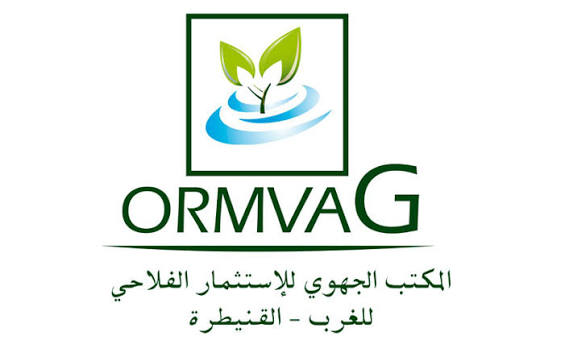 ORMVAG
المكتب الجهوي للإستثمار الفلاحي
للغرب - القنيطرة